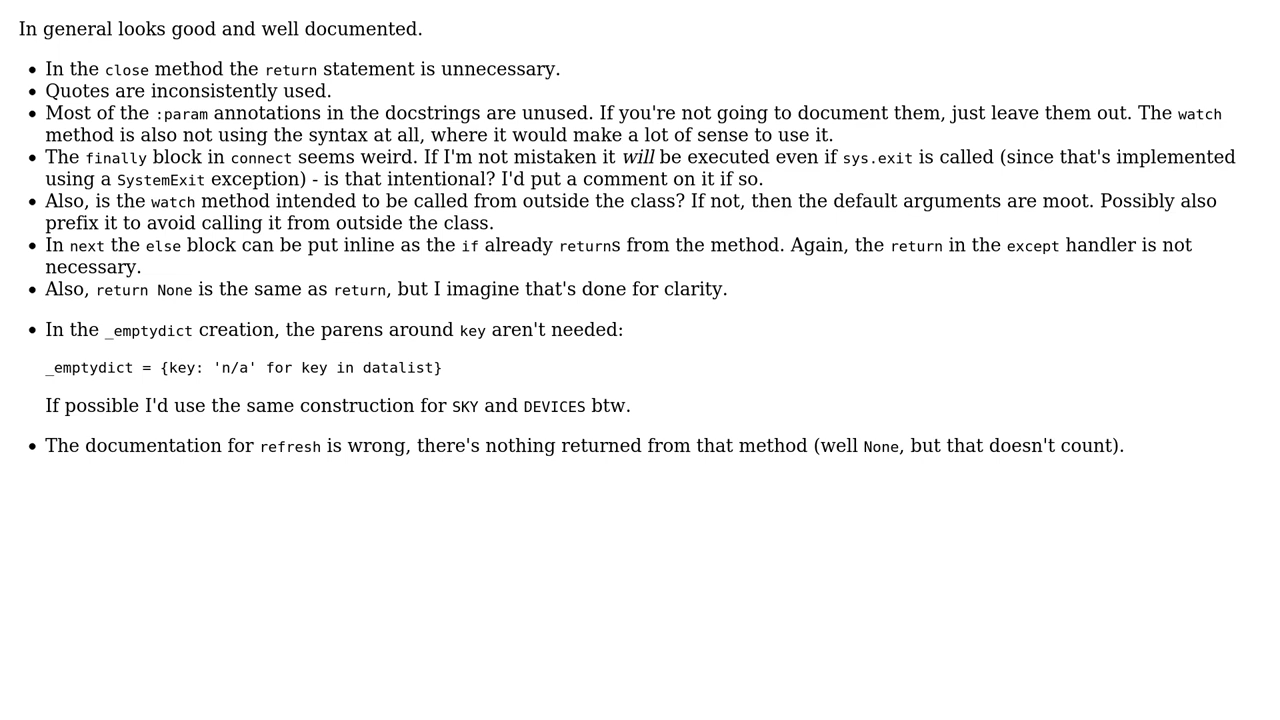 In general looks good and well documented.
• In the close method the return statement is unnecessary.
• Quotes are inconsistently used.
• Most of the :param annotations in the docstrings are unused. If you're not going to document them, just leave them out. The watch
method is also not using the syntax at all, where it would make a lot of sense to use it.
• The finally block in connect seems weird. If I'm not mistaken it will be executed even if sys.exit is called (since that's implemented
using a SystemExit exception) - is that intentional? I'd put a comment on it if so.
• Also, is the watch method intended to be called from outside the class? If not, then the default arguments are moot. Possibly also
prefix it to avoid calling it from outside the class.
• In next the else block can be put inline as the if already returns from the method. Again, the return in the except handler is not
necessary.
• Also, return None is the same as return, but I imagine that's done for clarity.
• In the _emptydict creation, the parens around key aren't needed:
_emptydict = {key: 'n/a' for key in datalist}
If possible I'd use the same construction for SKY and DEVICES btw.
• The documentation for refresh is wrong, there's nothing returned from that method (well None, but that doesn't count).